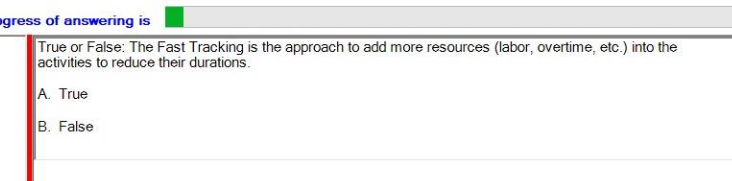 ogress of answering is
True or False: The Fast Tracking is the approach to add more resources (labor, overtime, etc.) into the
activities to reduce their durations.
A. True
B. False